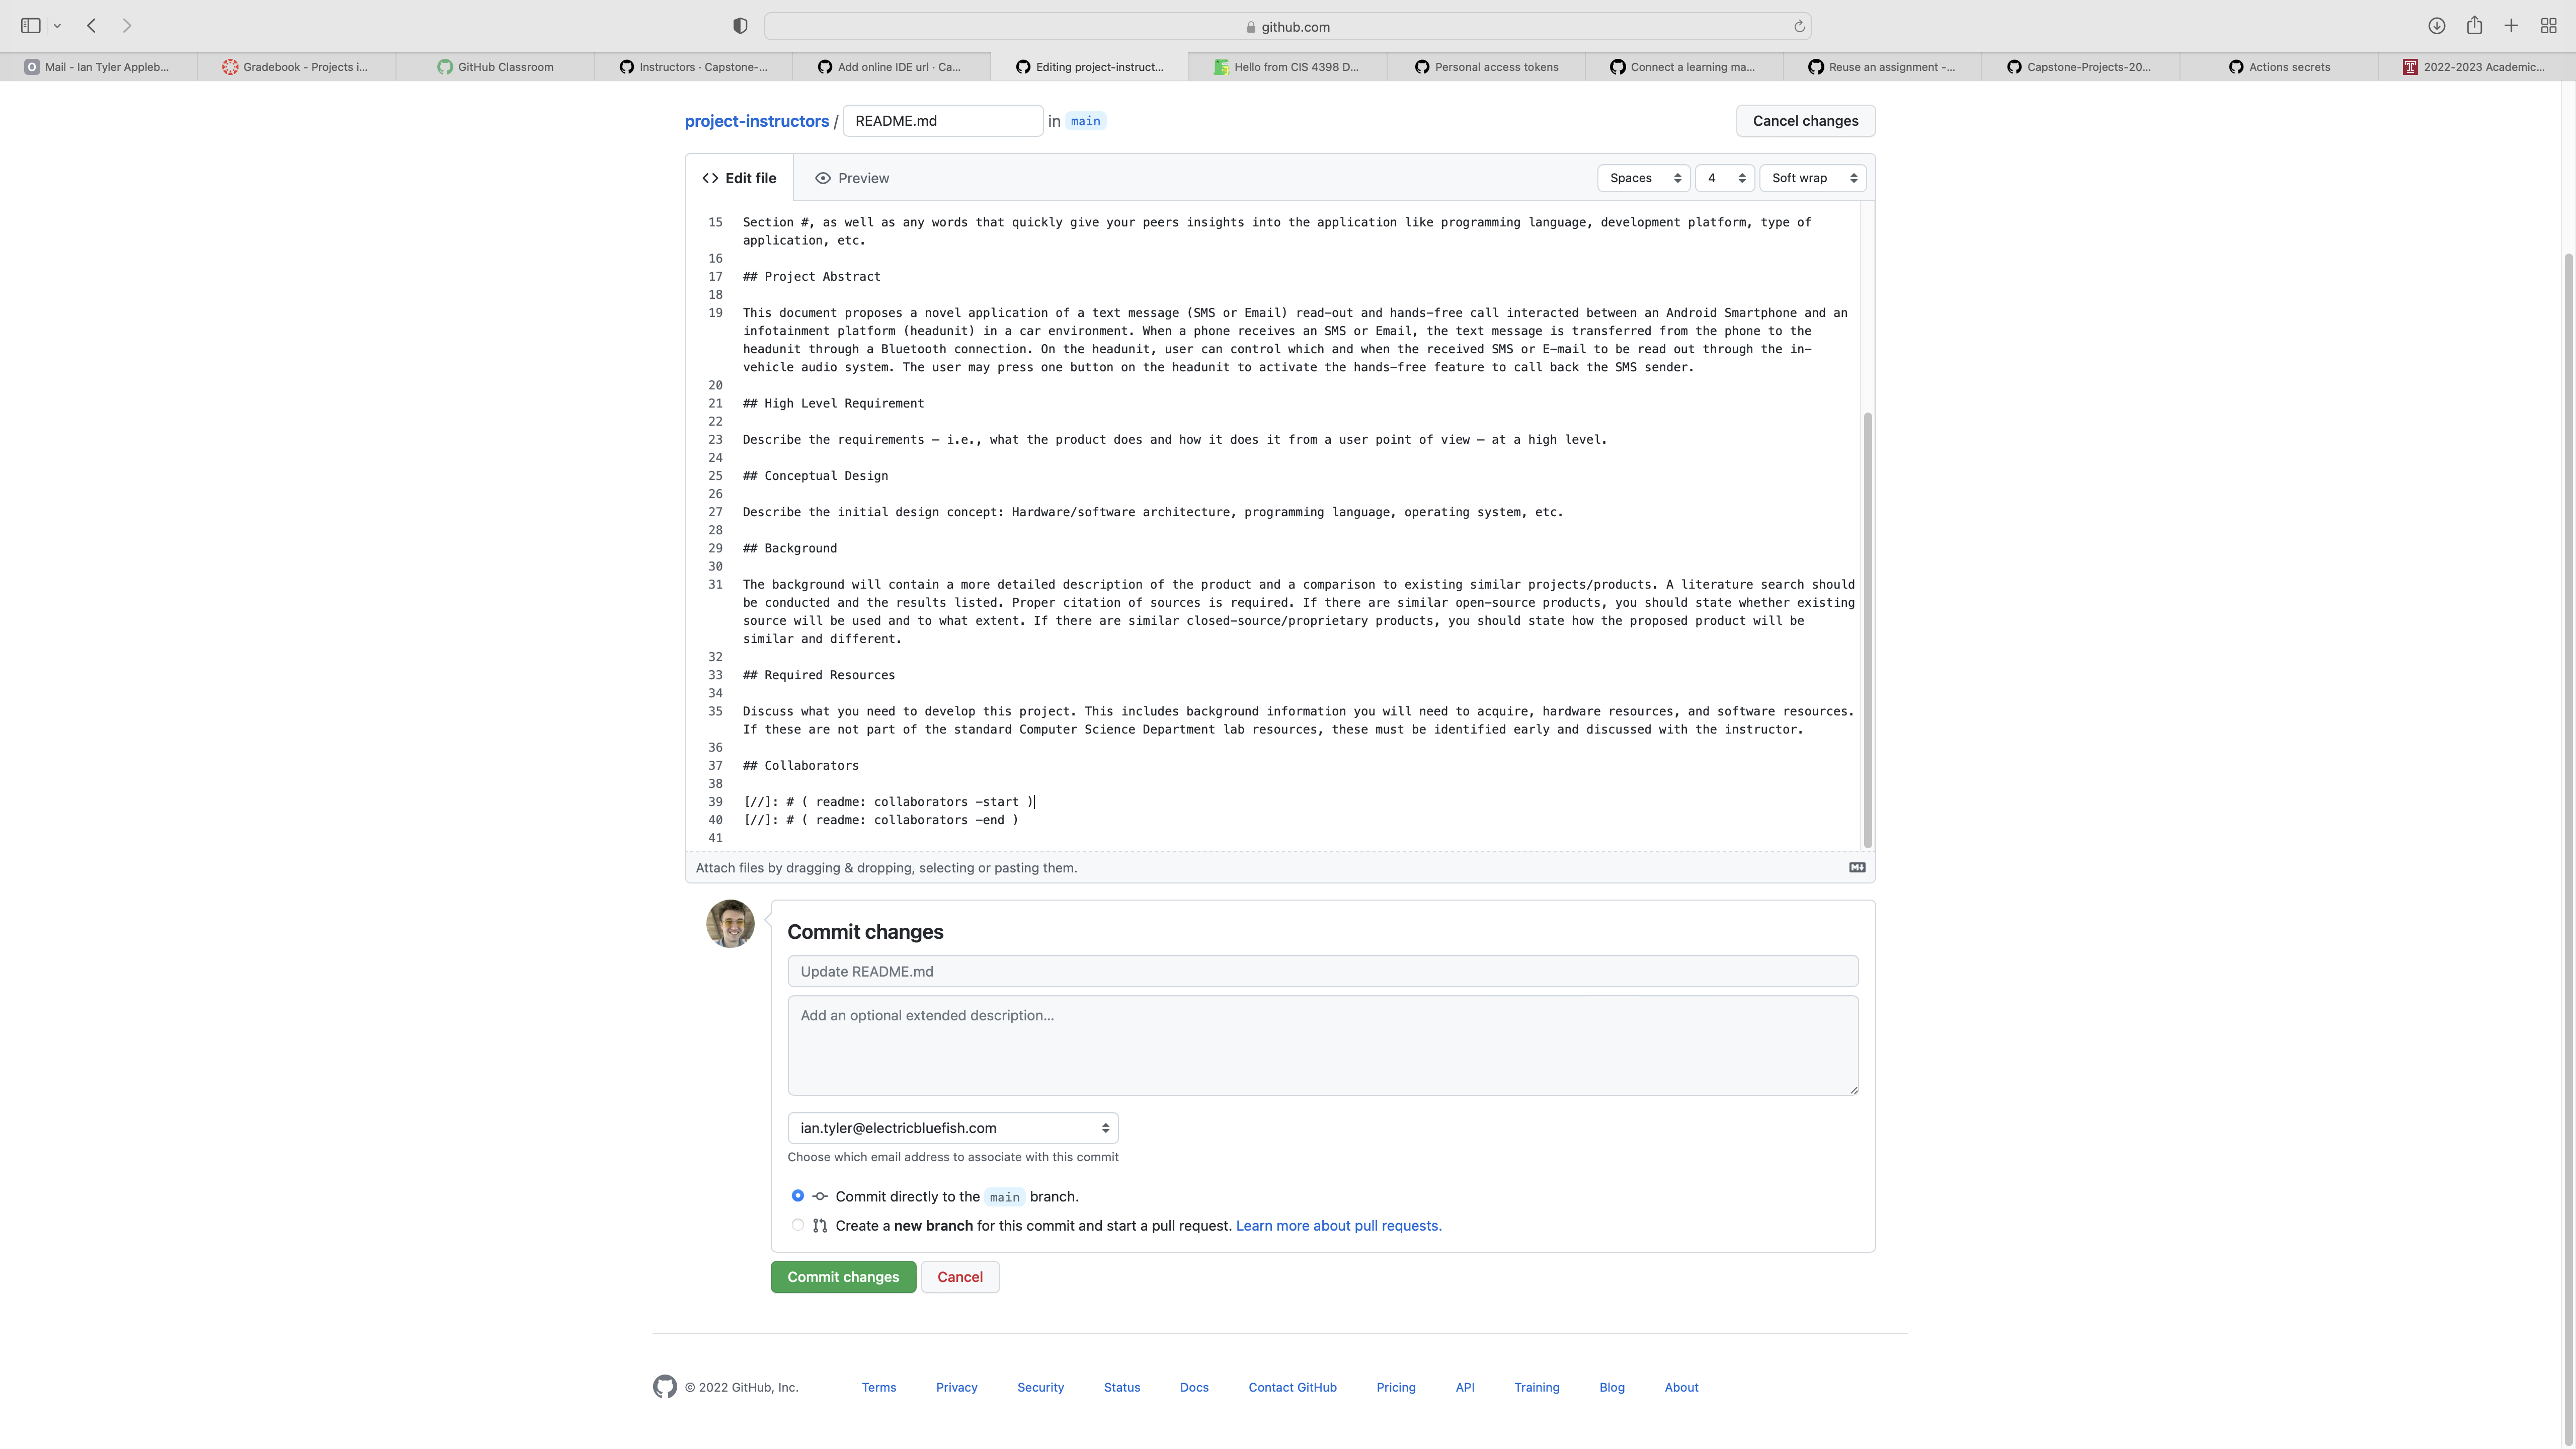 github.com
Mail - Ian Tyler Appleb...
Gradebook - Projects i...
GitHub Classroom
Instructors · Capstone-...
Add online IDE url · Ca...
Editing project-instruct...
Hello from CIS 4398 D...
Personal access tokens
Connect a learning ma...
Reuse an assignment -...
Capstone-Projects-20...
Actions secrets
2022-2023 Academic...
project-instructors / README.md in main
Cancel changes
Edit file
Preview
Spaces
4
Soft wrap
15 Section #, as well as any words that quickly give your peers insights into the application like programming language, development platform, type of
application, etc.
16
17 ## Project Abstract
18
19 This document proposes a novel application of a text message (SMS or Email) read-out and hands-free call interacted between an Android Smartphone and an
infotainment platform (headunit) in a car environment. When a phone receives an SMS or Email, the text message is transferred from the phone to the
headunit through a Bluetooth connection. On the headunit, user can control which and when the received SMS or E-mail to be read out through the in-
vehicle audio system. The user may press one button on the headunit to activate the hands-free feature to call back the SMS sender.
20
21 ## High Level Requirement
22
23 Describe the requirements – i.e., what the product does and how it does it from a user point of view – at a high level.
24
25 ## Conceptual Design
26
27 Describe the initial design concept: Hardware/software architecture, programming language, operating system, etc.
28
29 ## Background
30
31 The background will contain a more detailed description of the product and a comparison to existing similar projects/products. A literature search should
be conducted and the results listed. Proper citation of sources is required. If there are similar open-source products, you should state whether existing
source will be used and to what extent. If there are similar closed-source/proprietary products, you should state how the proposed product will be
similar and different.
32
33 ## Required Resources
34
35 Discuss what you need to develop this project. This includes background information you will need to acquire, hardware resources, and software resources.
If these are not part of the standard Computer Science Department lab resources, these must be identified early and discussed with the instructor.
36
37 ## Collaborators
38
39 [//]: # ( readme: collaborators -start )
40 [//]: # ( readme: collaborators -end )
41
Attach files by dragging & dropping, selecting or pasting them.
Commit changes
Update README.md
Add an optional extended description...
ian.tyler@electricbluefish.com
Choose which email address to associate with this commit
Commit directly to the main branch.
Create a new branch for this commit and start a pull request. Learn more about pull requests.
Commit changes
Cancel
© 2022 GitHub, Inc.
Terms
Privacy
Security
Status
Docs
Contact GitHub
Pricing
API
Training
Blog
About